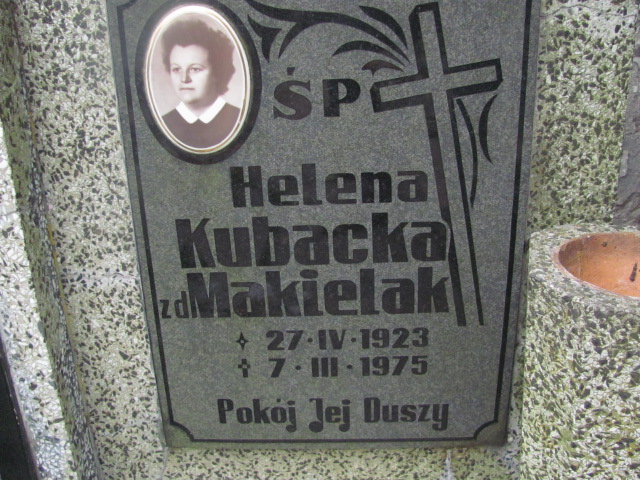 ŚP
Helena
Kubacka
zd Makielak
27·IV·1923
† 7·III·1975
Pokój Jej Duszy